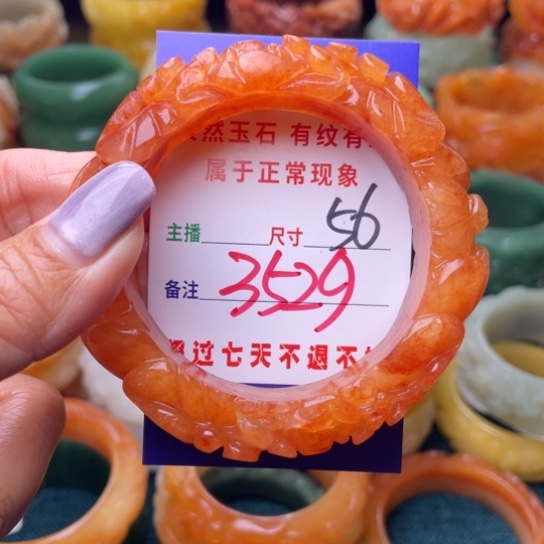 然玉石 有纹有
属于正常现象
主播 尺寸 56
备注 3529
过七天不退不